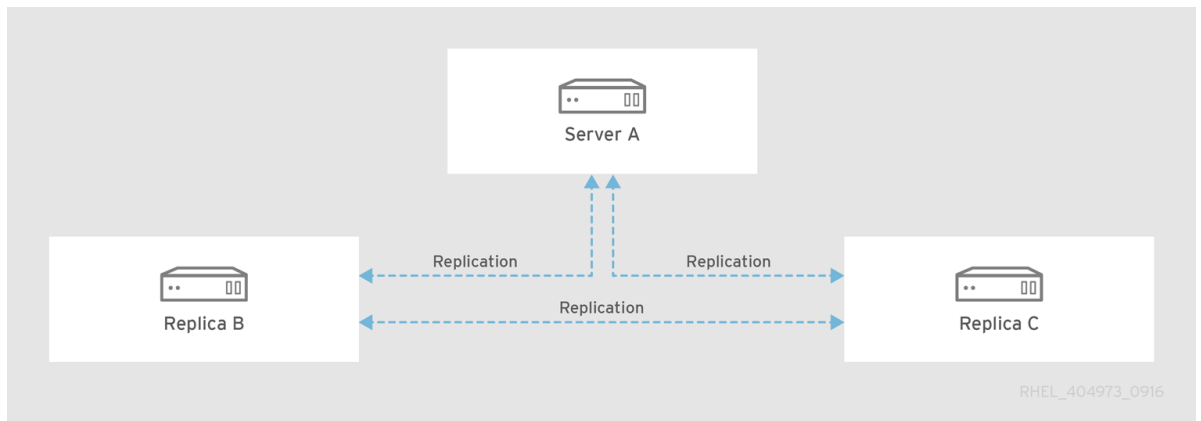 Server A
Replication
Replication
Replication
Replica B
Replica C
RHEL_404973_0916